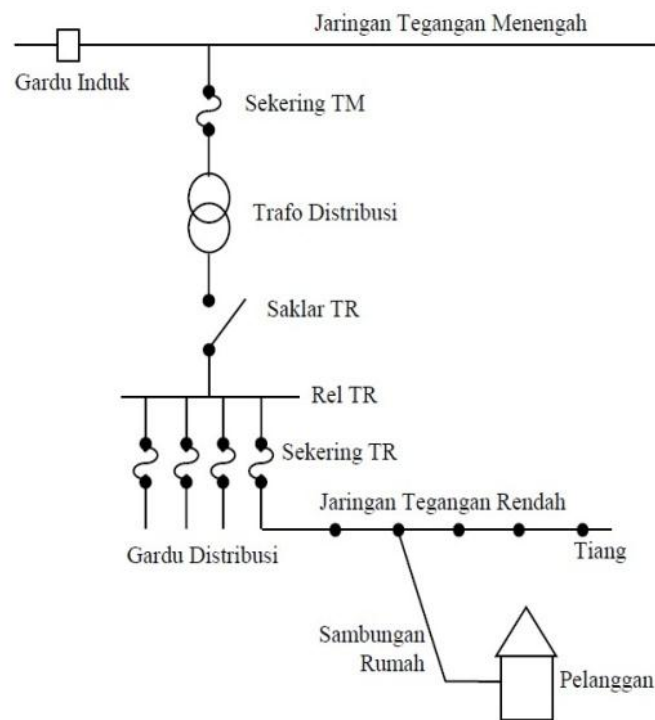 Jaringan Tegangan Menengah
Gardu Induk
Sekering TM
Trafo Distribusi
Saklar TR
Rel TR
Sekering TR
Jaringan Tegangan Rendah
Gardu Distribusi
Tiang
Sambungan
Rumah
Pelanggan